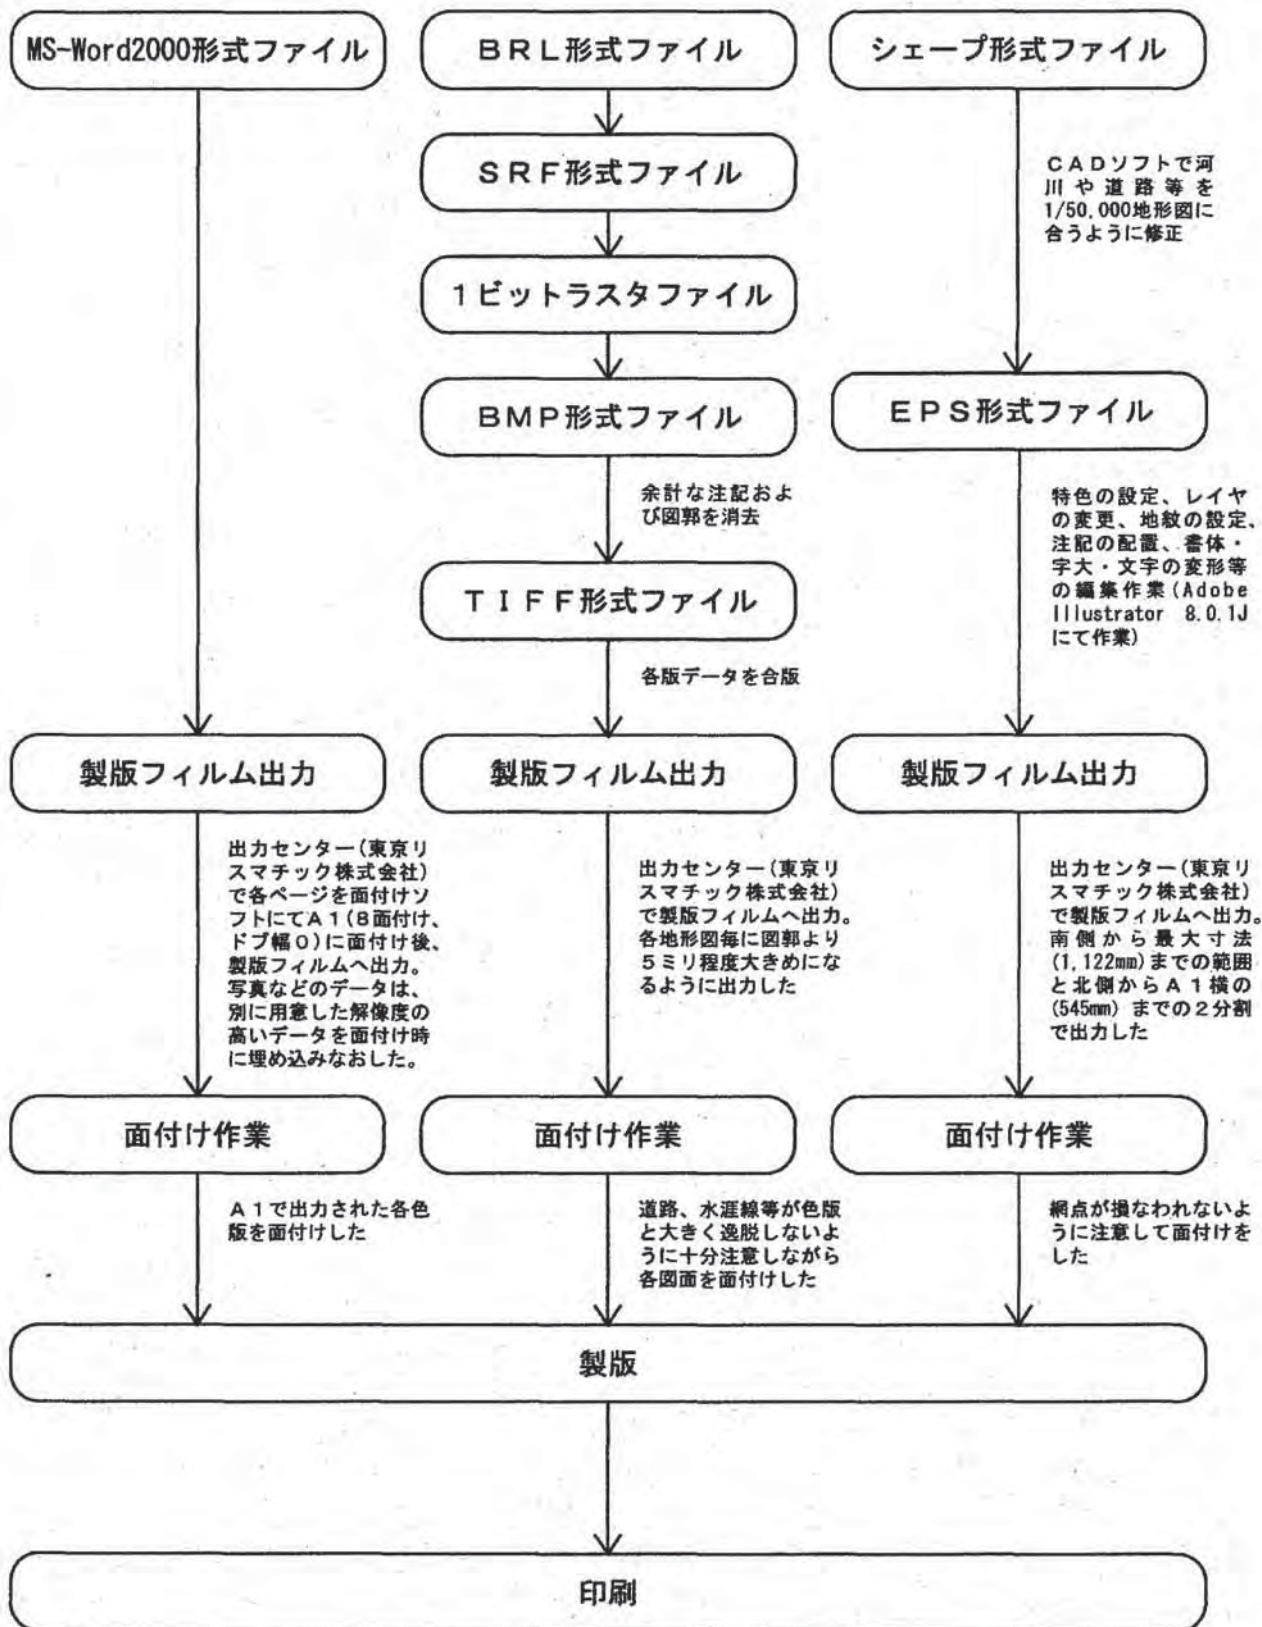 MS-Word2000形式ファイル
BRL形式ファイル
シェープ形式ファイル
SRF形式ファイル
CADソフトで河
川や道路等を
1/50,000地形図に
合うように修正
1ビットラスタファイル
BMP形式ファイル
EPS形式ファイル
余計な注記およ
び図郭を消去
特色の設定、レイヤ
の変更、地紋の設定、
注記の配置、書体・
字大・文字の変形等
の編集作業(Adobe
Illustrator 8.0.1J
にて作業)
TIFF形式ファイル
各版データを合版
製版フィルム出力
製版フィルム出力
製版フィルム出力
出力センター(東京リ
スマチック株式会社)
で各ページを面付けソ
フトにてA1(8面付け、
ドブ幅0)に面付け後、
製版フィルムへ出力。
写真などのデータは、
別に用意した解像度の
高いデータを面付け時
に埋め込みなおした。
出力センター(東京リ
スマチック株式会社)
で製版フィルムへ出力。
各地形図毎に図郭より
5ミリ程度大きめにな
るように出力した
出力センター(東京リ
スマチック株式会社)
で製版フィルムへ出力。
南側から最大寸法
(1,122mm)までの範囲
と北側からA1横の
(545mm)までの2分割
で出力した
面付け作業
面付け作業
面付け作業
A1で出力された各色
版を面付けした
道路、水涯線等が色版
と大きく逸脱しないよ
うに十分注意しながら
各図面を面付けした
網点が損なわれないよ
うに注意して面付けを
した
製版
印刷